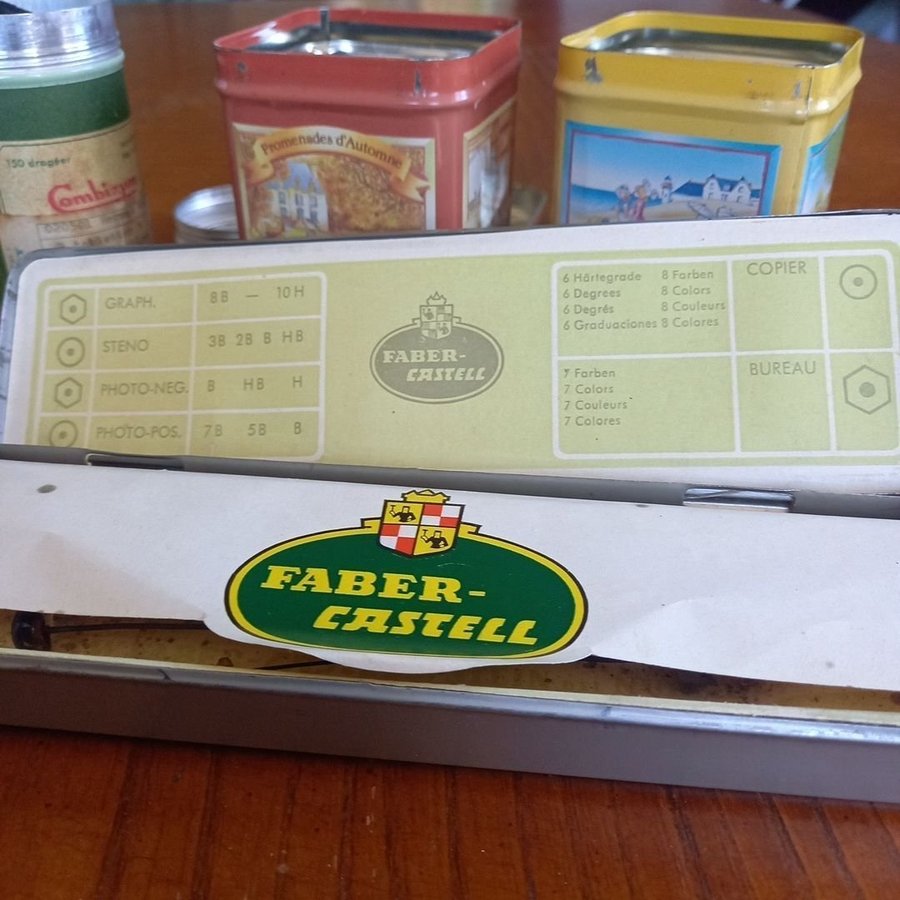 150 dragées
Combizym
Promenades d'Automne
GRAPH. 8B — 10H
STENO 3B 2B B HB
PHOTO-NEG. B HB H
PHOTO-POS. 7B 5B B
FABER-
CASTELL
6 Härtegrade 8 Farben
6 Degrees 8 Colors
6 Degrés 8 Couleurs
6 Graduaciones 8 Colores
COPIER
7 Farben
7 Colors
7 Couleurs
7 Colores
BUREAU
FABER-
CASTELL